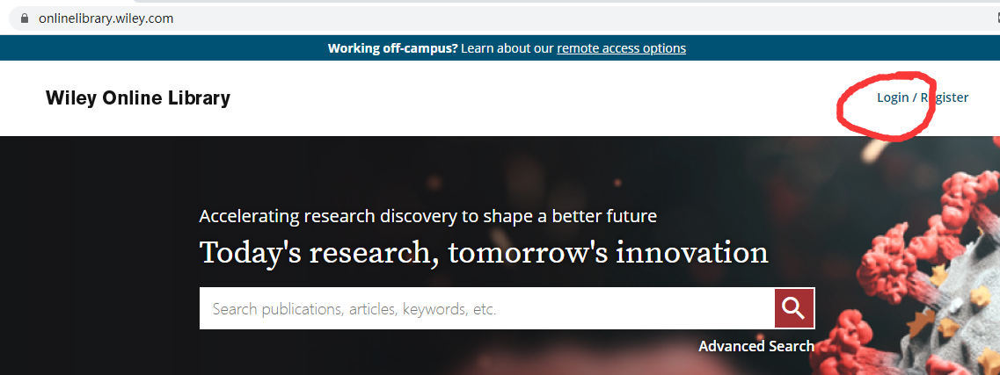 onlinelibrary.wiley.com
Working off-campus? Learn about our remote access options
Wiley Online Library
Login / Register
Accelerating research discovery to shape a better future
Today's research, tomorrow's innovation
Search publications, articles, keywords, etc.
Advanced Search